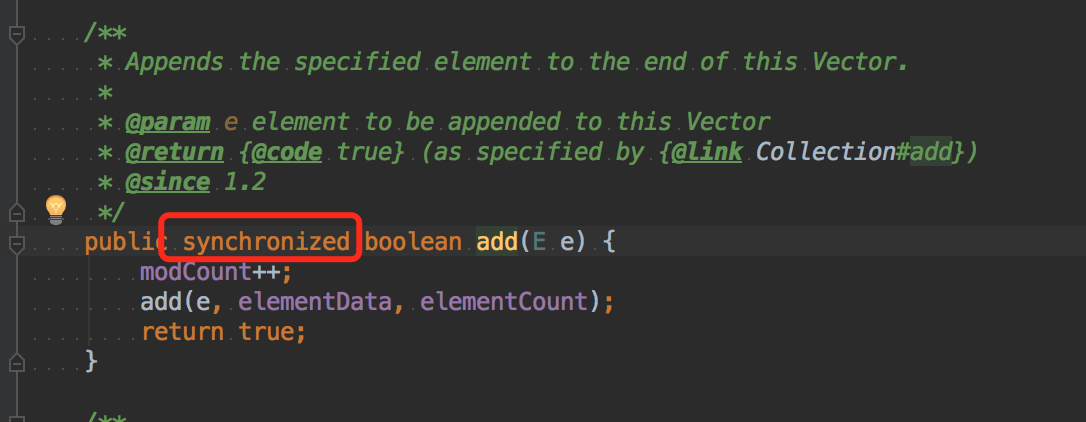 /**
* Appends the specified element to the end of this Vector.
*
* @param e element to be appended to this Vector
* @return {@code true} (as specified by {@link Collection#add})
* @since 1.2
*/
public synchronized boolean add(E e) {
modCount++;
add(e, elementData, elementCount);
return true;
}
/**